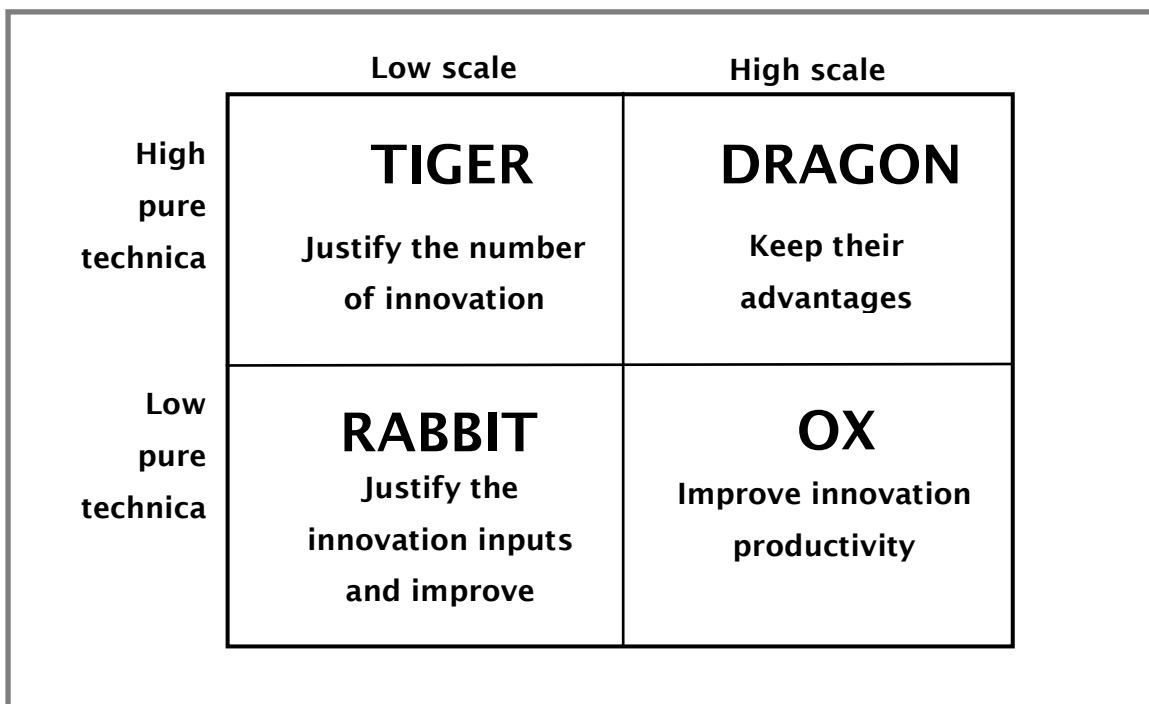 Low scale
High scale
High
pure
technica
TIGER
Justify the number
of innovation
DRAGON
Keep their
advantages
Low
pure
technica
RABBIT
Justify the
innovation inputs
and improve
OX
Improve innovation
productivity